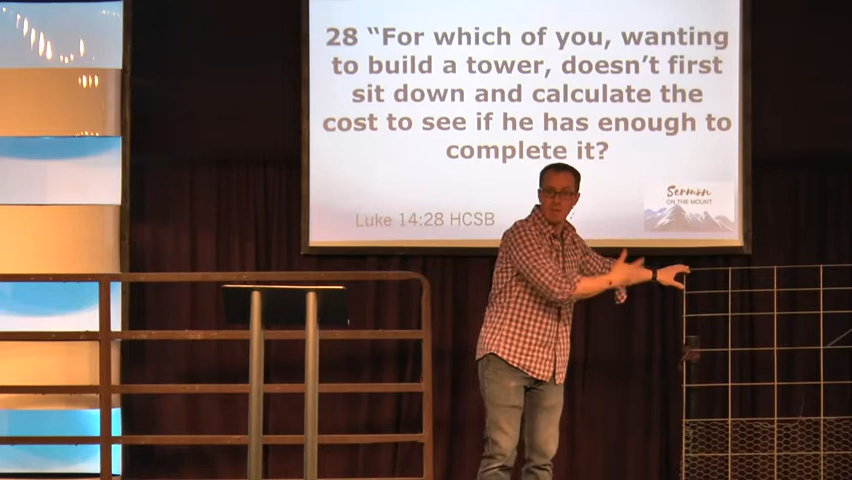 28 “For which of you, wanting
to build a tower, doesn’t first
sit down and calculate the
cost to see if he has enough to
complete it?
Luke 14:28 HCSB
Sermon
ON THE MOUNT